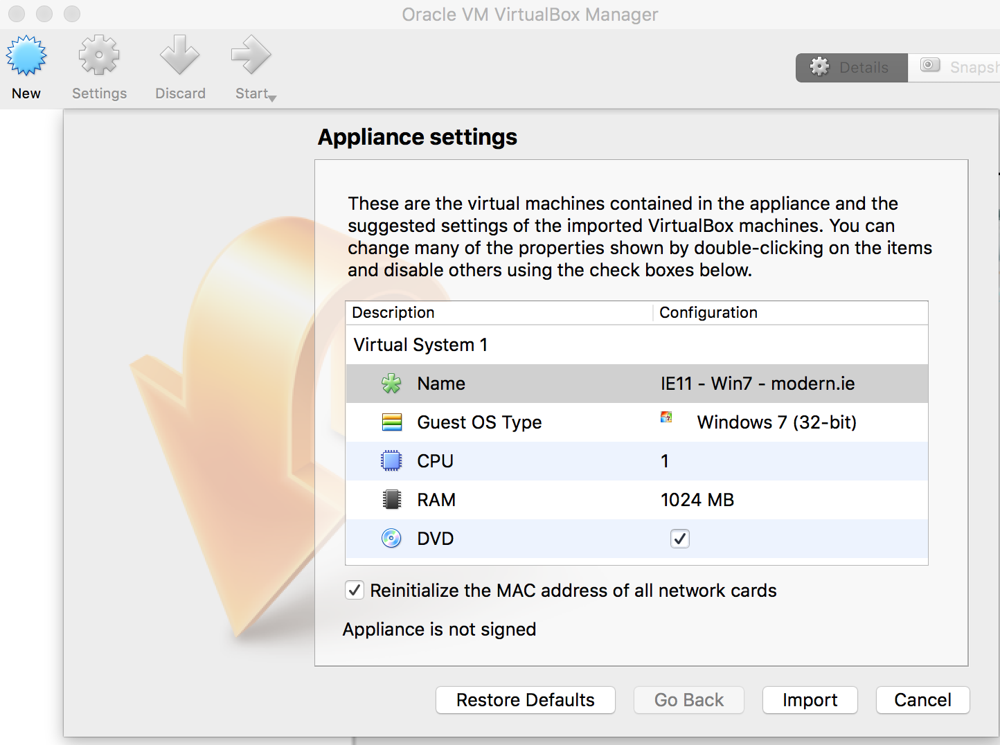 Oracle VM VirtualBox Manager
New
Settings
Discard
Start
Details
Appliance settings
These are the virtual machines contained in the appliance and the
suggested settings of the imported VirtualBox machines. You can
change many of the properties shown by double-clicking on the items
and disable others using the check boxes below.
Description
Configuration
Virtual System 1
Name
IE11 - Win7 - modern.ie
Guest OS Type
Windows 7 (32-bit)
CPU
1
RAM
1024 MB
DVD
Reinitialize the MAC address of all network cards
Appliance is not signed
Restore Defaults
Go Back
Import
Cancel